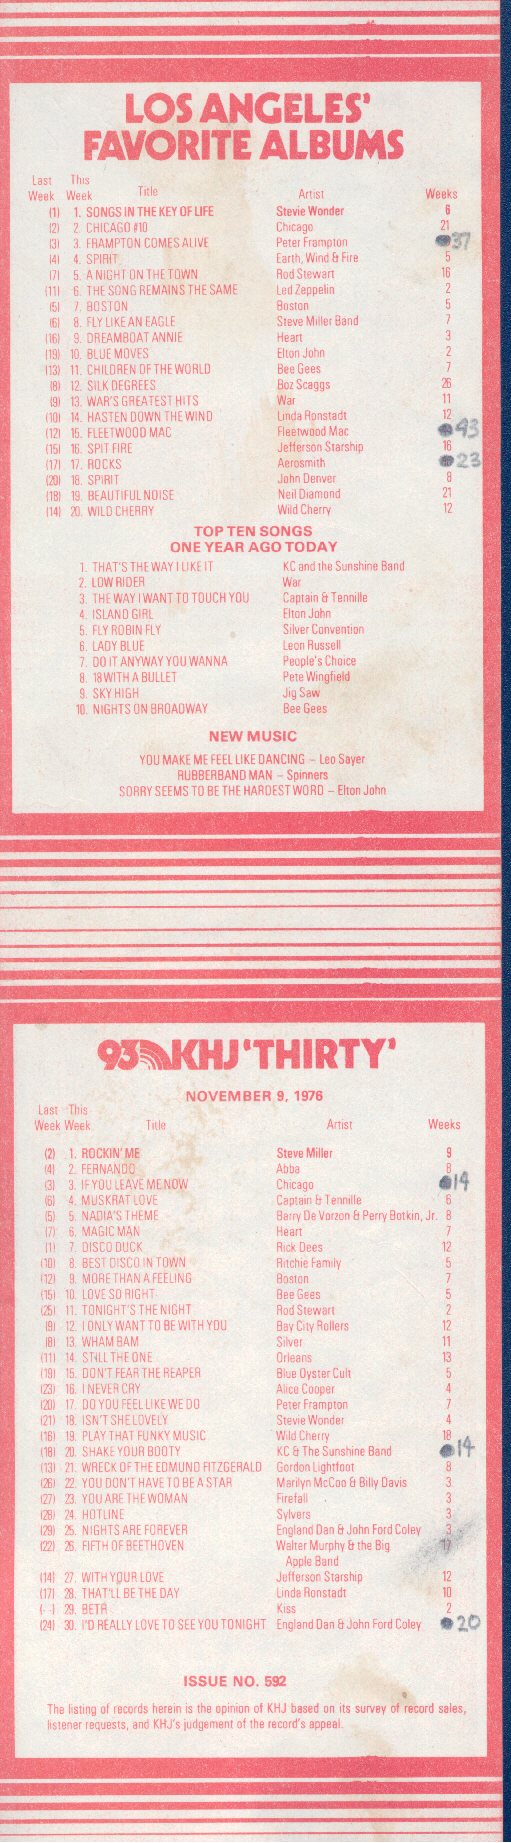 LOS ANGELES'
FAVORITE ALBUMS
Last Week This Week Title Artist Weeks
(1) 1. SONGS IN THE KEY OF LIFE Stevie Wonder 6
(2) 2. CHICAGO #10 Chicago 21
(3) 3. FRAMPTON COMES ALIVE Peter Frampton 37
(4) 4. SPIRIT Earth, Wind & Fire 5
(7) 5. A NIGHT ON THE TOWN Rod Stewart 16
(11) 6. THE SONG REMAINS THE SAME Led Zeppelin 2
(5) 7. BOSTON Boston 5
(6) 8. FLY LIKE AN EAGLE Steve Miller Band 7
(16) 9. DREAMBOAT ANNIE Heart 3
(19) 10. BLUE MOVES Elton John 2
(13) 11. CHILDREN OF THE WORLD Bee Gees 7
(8) 12. SILK DEGREES Boz Scaggs 26
(9) 13. WAR'S GREATEST HITS War 11
(10) 14. HASTEN DOWN THE WIND Linda Ronstadt 12
(12) 15. FLEETWOOD MAC Fleetwood Mac 43
(15) 16. SPIT FIRE Jefferson Starship 16
(17) 17. ROCKS Aerosmith 23
(20) 18. SPIRIT John Denver 8
(18) 19. BEAUTIFUL NOISE Neil Diamond 21
(14) 20. WILD CHERRY Wild Cherry 12
TOP TEN SONGS
ONE YEAR AGO TODAY
1. THAT'S THE WAY I LIKE IT KC and the Sunshine Band
2. LOW RIDER War
3. THE WAY I WANT TO TOUCH YOU Captain & Tennille
4. ISLAND GIRL Elton John
5. FLY ROBIN FLY Silver Convention
6. LADY BLUE Leon Russell
7. DO IT ANYWAY YOU WANNA People's Choice
8. 18 WITH A BULLET Pete Wingfield
9. SKY HIGH Jig Saw
10. NIGHTS ON BROADWAY Bee Gees
NEW MUSIC
YOU MAKE ME FEEL LIKE DANCING – Leo Sayer
RUBBERBAND MAN – Spinners
SORRY SEEMS TO BE THE HARDEST WORD – Elton John
93 KHJ 'THIRTY'
NOVEMBER 9, 1976
Last Week This Week Title Artist Weeks
(2) 1. ROCKIN' ME Steve Miller 9
(4) 2. FERNANDO Abba 8
(3) 3. IF YOU LEAVE ME NOW Chicago 14
(6) 4. MUSKRAT LOVE Captain & Tennille 6
(5) 5. NADIA'S THEME Barry De Vorzon & Perry Botkin, Jr. 8
(7) 6. MAGIC MAN Heart 7
(1) 7. DISCO DUCK Rick Dees 12
(10) 8. BEST DISCO IN TOWN Ritchie Family 5
(12) 9. MORE THAN A FEELING Boston 7
(15) 10. LOVE SO RIGHT Bee Gees 5
(25) 11. TONIGHT'S THE NIGHT Rod Stewart 2
(9) 12. I ONLY WANT TO BE WITH YOU Bay City Rollers 12
(8) 13. WHAM BAM Silver 11
(11) 14. STILL THE ONE Orleans 13
(19) 15. DON'T FEAR THE REAPER Blue Oyster Cult 5
(23) 16. I NEVER CRY Alice Cooper 4
(20) 17. DO YOU FEEL LIKE WE DO Peter Frampton 7
(21) 18. ISN'T SHE LOVELY Stevie Wonder 4
(16) 19. PLAY THAT FUNKY MUSIC Wild Cherry 18
(18) 20. SHAKE YOUR BOOTY KC & The Sunshine Band 14
(13) 21. WRECK OF THE EDMUND FITZGERALD Gordon Lightfoot 8
(26) 22. YOU DON'T HAVE TO BE A STAR Marilyn McCoo & Billy Davis 3
(27) 23. YOU ARE THE WOMAN Firefall 3
(28) 24. HOTLINE Sylvers 3
(29) 25. NIGHTS ARE FOREVER England Dan & John Ford Coley 3
(22) 26. FIFTH OF BEETHOVEN Walter Murphy & the Big 17
Apple Band
(14) 27. WITH YOUR LOVE Jefferson Starship 12
(17) 28. THAT'LL BE THE DAY Linda Ronstadt 10
(- -) 29. BETH Kiss 2
(24) 30. I'D REALLY LOVE TO SEE YOU TONIGHT England Dan & John Ford Coley 20
ISSUE NO. 592
The listing of records herein is the opinion of KHJ based on its survey of record sales,
listener requests, and KHJ's judgement of the record's appeal.